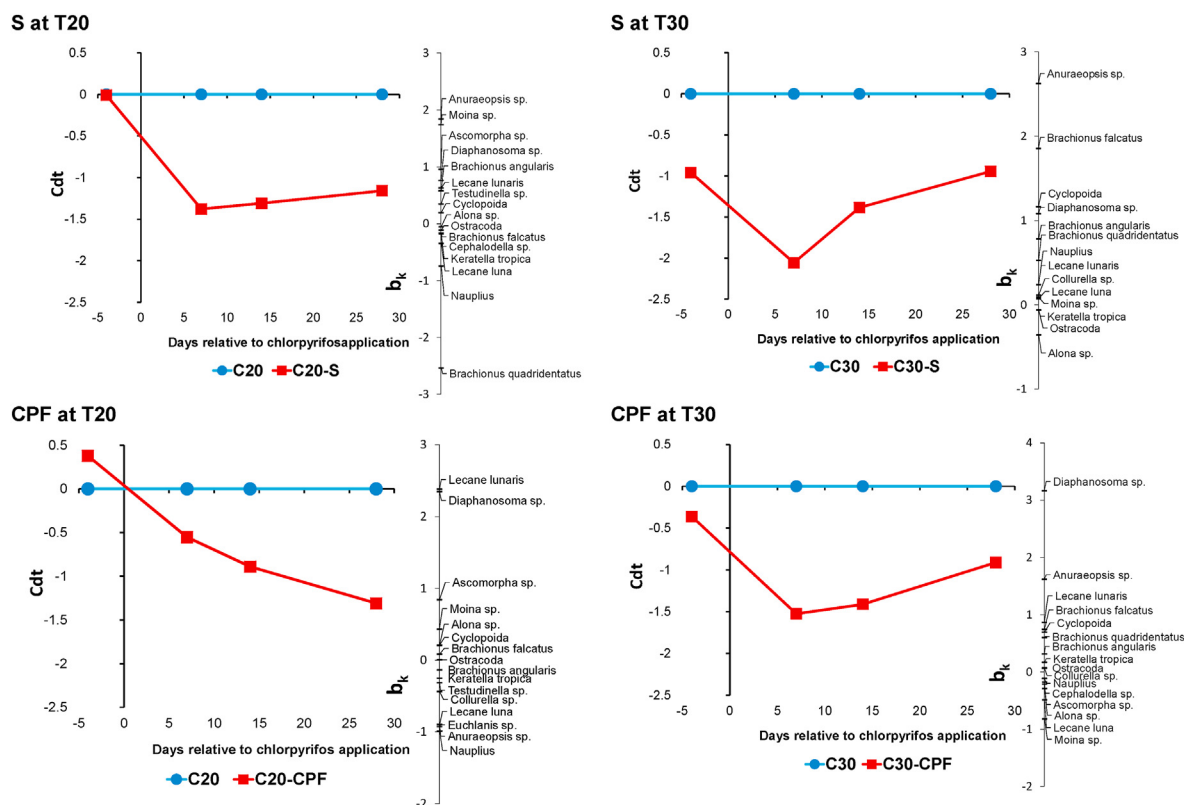 S at T20
0.5
0
-0.5
-1
-1.5
-2
-2.5
Cdt
-5 0 5 10 15 20 25 30
Days relative to chlorpyrifosapplication
C20 C20-S
3
2
1
0
-1
-2
-3
bk
Anuraeopsis sp.
Moina sp.
Ascomorpha sp.
Diaphanosoma sp.
Brachionus angularis
Lecane lunaris
Testudinella sp.
Cyclopoida
Alona sp.
Ostracoda
Brachionus falcatus
Cephalodella sp.
Keratella tropica
Lecane luna
Nauplius
Brachionus quadridentatus
S at T30
0.5
0
-0.5
-1
-1.5
-2
-2.5
Cdt
-5 0 5 10 15 20 25 30
Days relative to chlorpyrifos application
C30 C30-S
3
2
1
0
-1
bk
Anuraeopsis sp.
Brachionus falcatus
Cyclopoida
Diaphanosoma sp.
Brachionus angularis
Brachionus quadridentatus
Nauplius
Lecane lunaris
Collurella sp.
Lecane luna
Moina sp.
Keratella tropica
Ostracoda
Alona sp.
CPF at T20
0.5
0
-0.5
-1
-1.5
-2
-2.5
Cdt
-5 0 5 10 15 20 25 30
Days relative to chlorpyrifos application
C20 C20-CPF
3
2
1
0
-1
-2
bk
Lecane lunaris
Diaphanosoma sp.
Ascomorpha sp.
Moina sp.
Alona sp.
Cyclopoida
Brachionus falcatus
Ostracoda
Brachionus angularis
Keratella tropica
Testudinella sp.
Collurella sp.
Lecane luna
Euchlanis sp.
Anuraeopsis sp.
Nauplius
CPF at T30
0.5
0
-0.5
-1
-1.5
-2
-2.5
Cdt
-5 0 5 10 15 20 25 30
Days relative to chlorpyrifos application
C30 C30-CPF
4
3
2
1
0
-1
-2
bk
Diaphanosoma sp.
Anuraeopsis sp.
Lecane lunaris
Brachionus falcatus
Cyclopoida
Brachionus quadridentatus
Brachionus angularis
Keratella tropica
Ostracoda
Collurella sp.
Nauplius
Cephalodella sp.
Ascomorpha sp.
Alona sp.
Lecane luna
Moina sp.